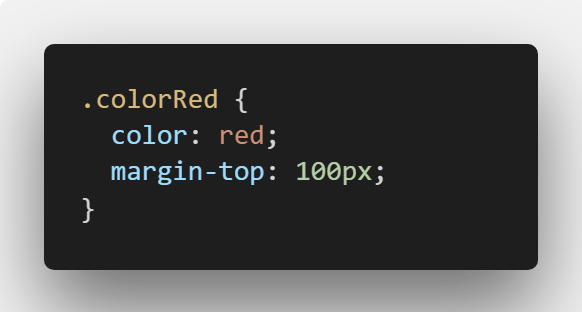 .colorRed {
  color: red;
  margin-top: 100px;
}